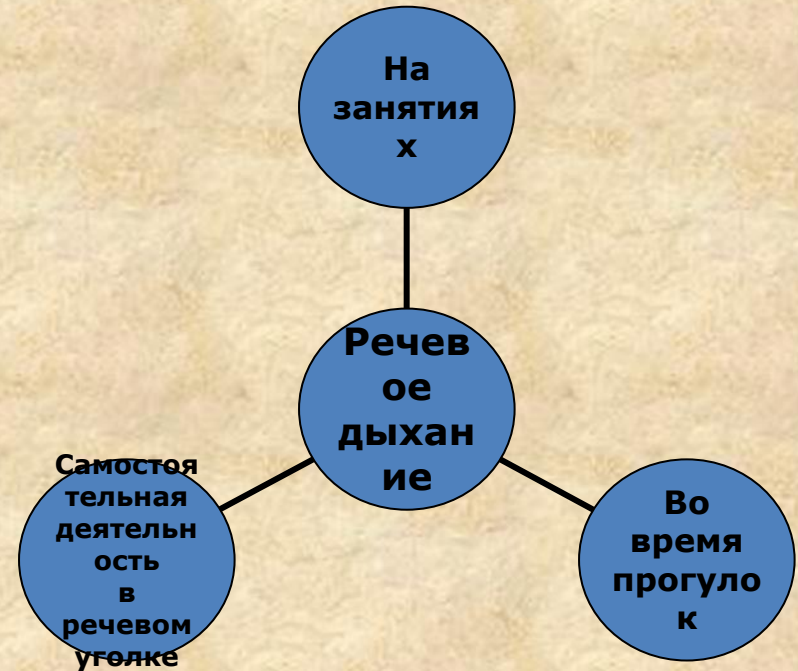 На
занятия
х
Речев
ое
дыхан
ие
Самостоя
тельная
деятельн
ость
в
речевом
уголке
Во
время
прогуло
к